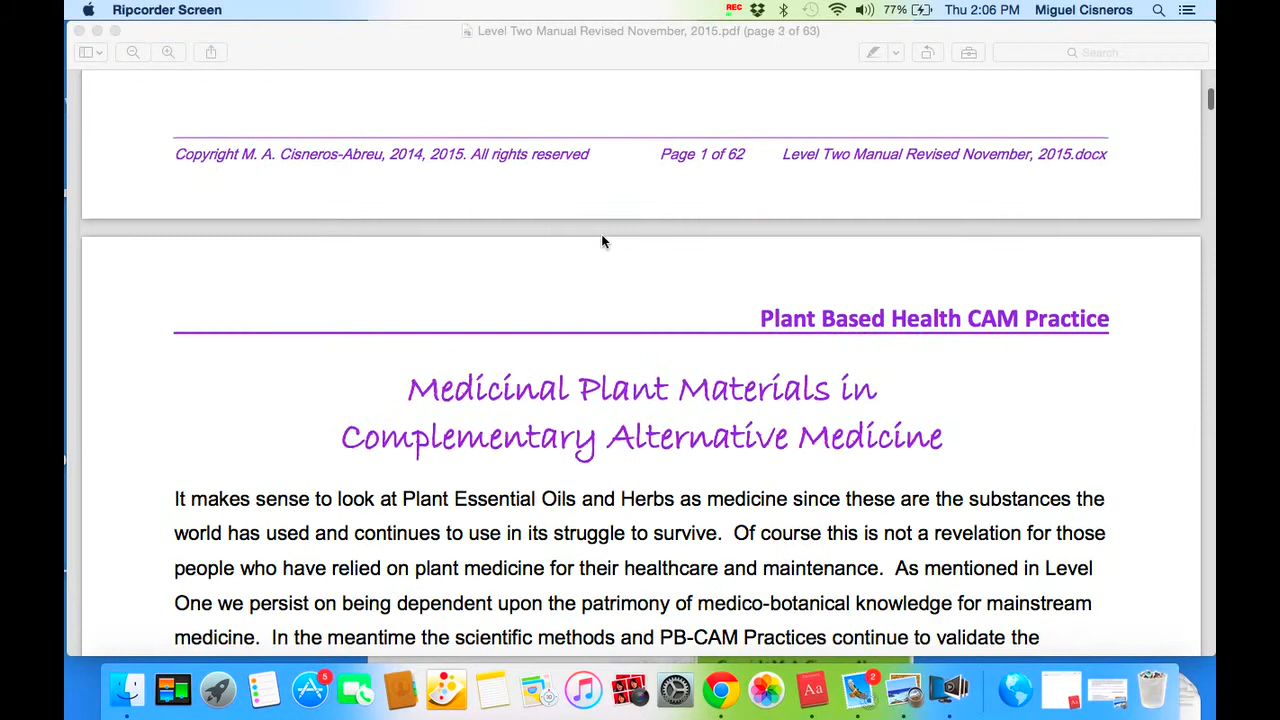 Ripcorder Screen
REC
77%
Thu 2:06 PM
Miguel Cisneros
Level Two Manual Revised November, 2015.pdf (page 3 of 63)
Search
Copyright M. A. Cisneros-Abreu, 2014, 2015. All rights reserved
Page 1 of 62
Level Two Manual Revised November, 2015.docx
Plant Based Health CAM Practice
Medicinal Plant Materials in
Complementary Alternative Medicine
It makes sense to look at Plant Essential Oils and Herbs as medicine since these are the substances the
world has used and continues to use in its struggle to survive.  Of course this is not a revelation for those
people who have relied on plant medicine for their healthcare and maintenance.  As mentioned in Level
One we persist on being dependent upon the patrimony of medico-botanical knowledge for mainstream
medicine.  In the meantime the scientific methods and PB-CAM Practices continue to validate the
5
Aa
2